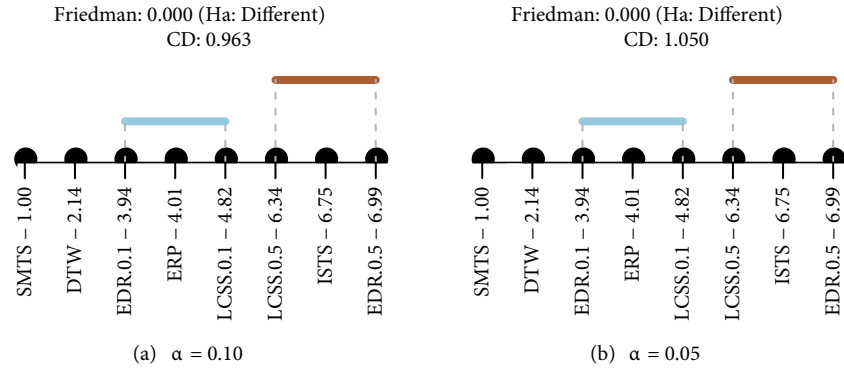 Friedman: 0.000 (Ha: Different)
CD: 0.963
SMTS – 1.00
DTW – 2.14
EDR.0.1 – 3.94
ERP – 4.01
LCSS.0.1 – 4.82
LCSS.0.5 – 6.34
ISTS – 6.75
EDR.0.5 – 6.99
(a) α = 0.10
Friedman: 0.000 (Ha: Different)
CD: 1.050
SMTS – 1.00
DTW – 2.14
EDR.0.1 – 3.94
ERP – 4.01
LCSS.0.1 – 4.82
LCSS.0.5 – 6.34
ISTS – 6.75
EDR.0.5 – 6.99
(b) α = 0.05